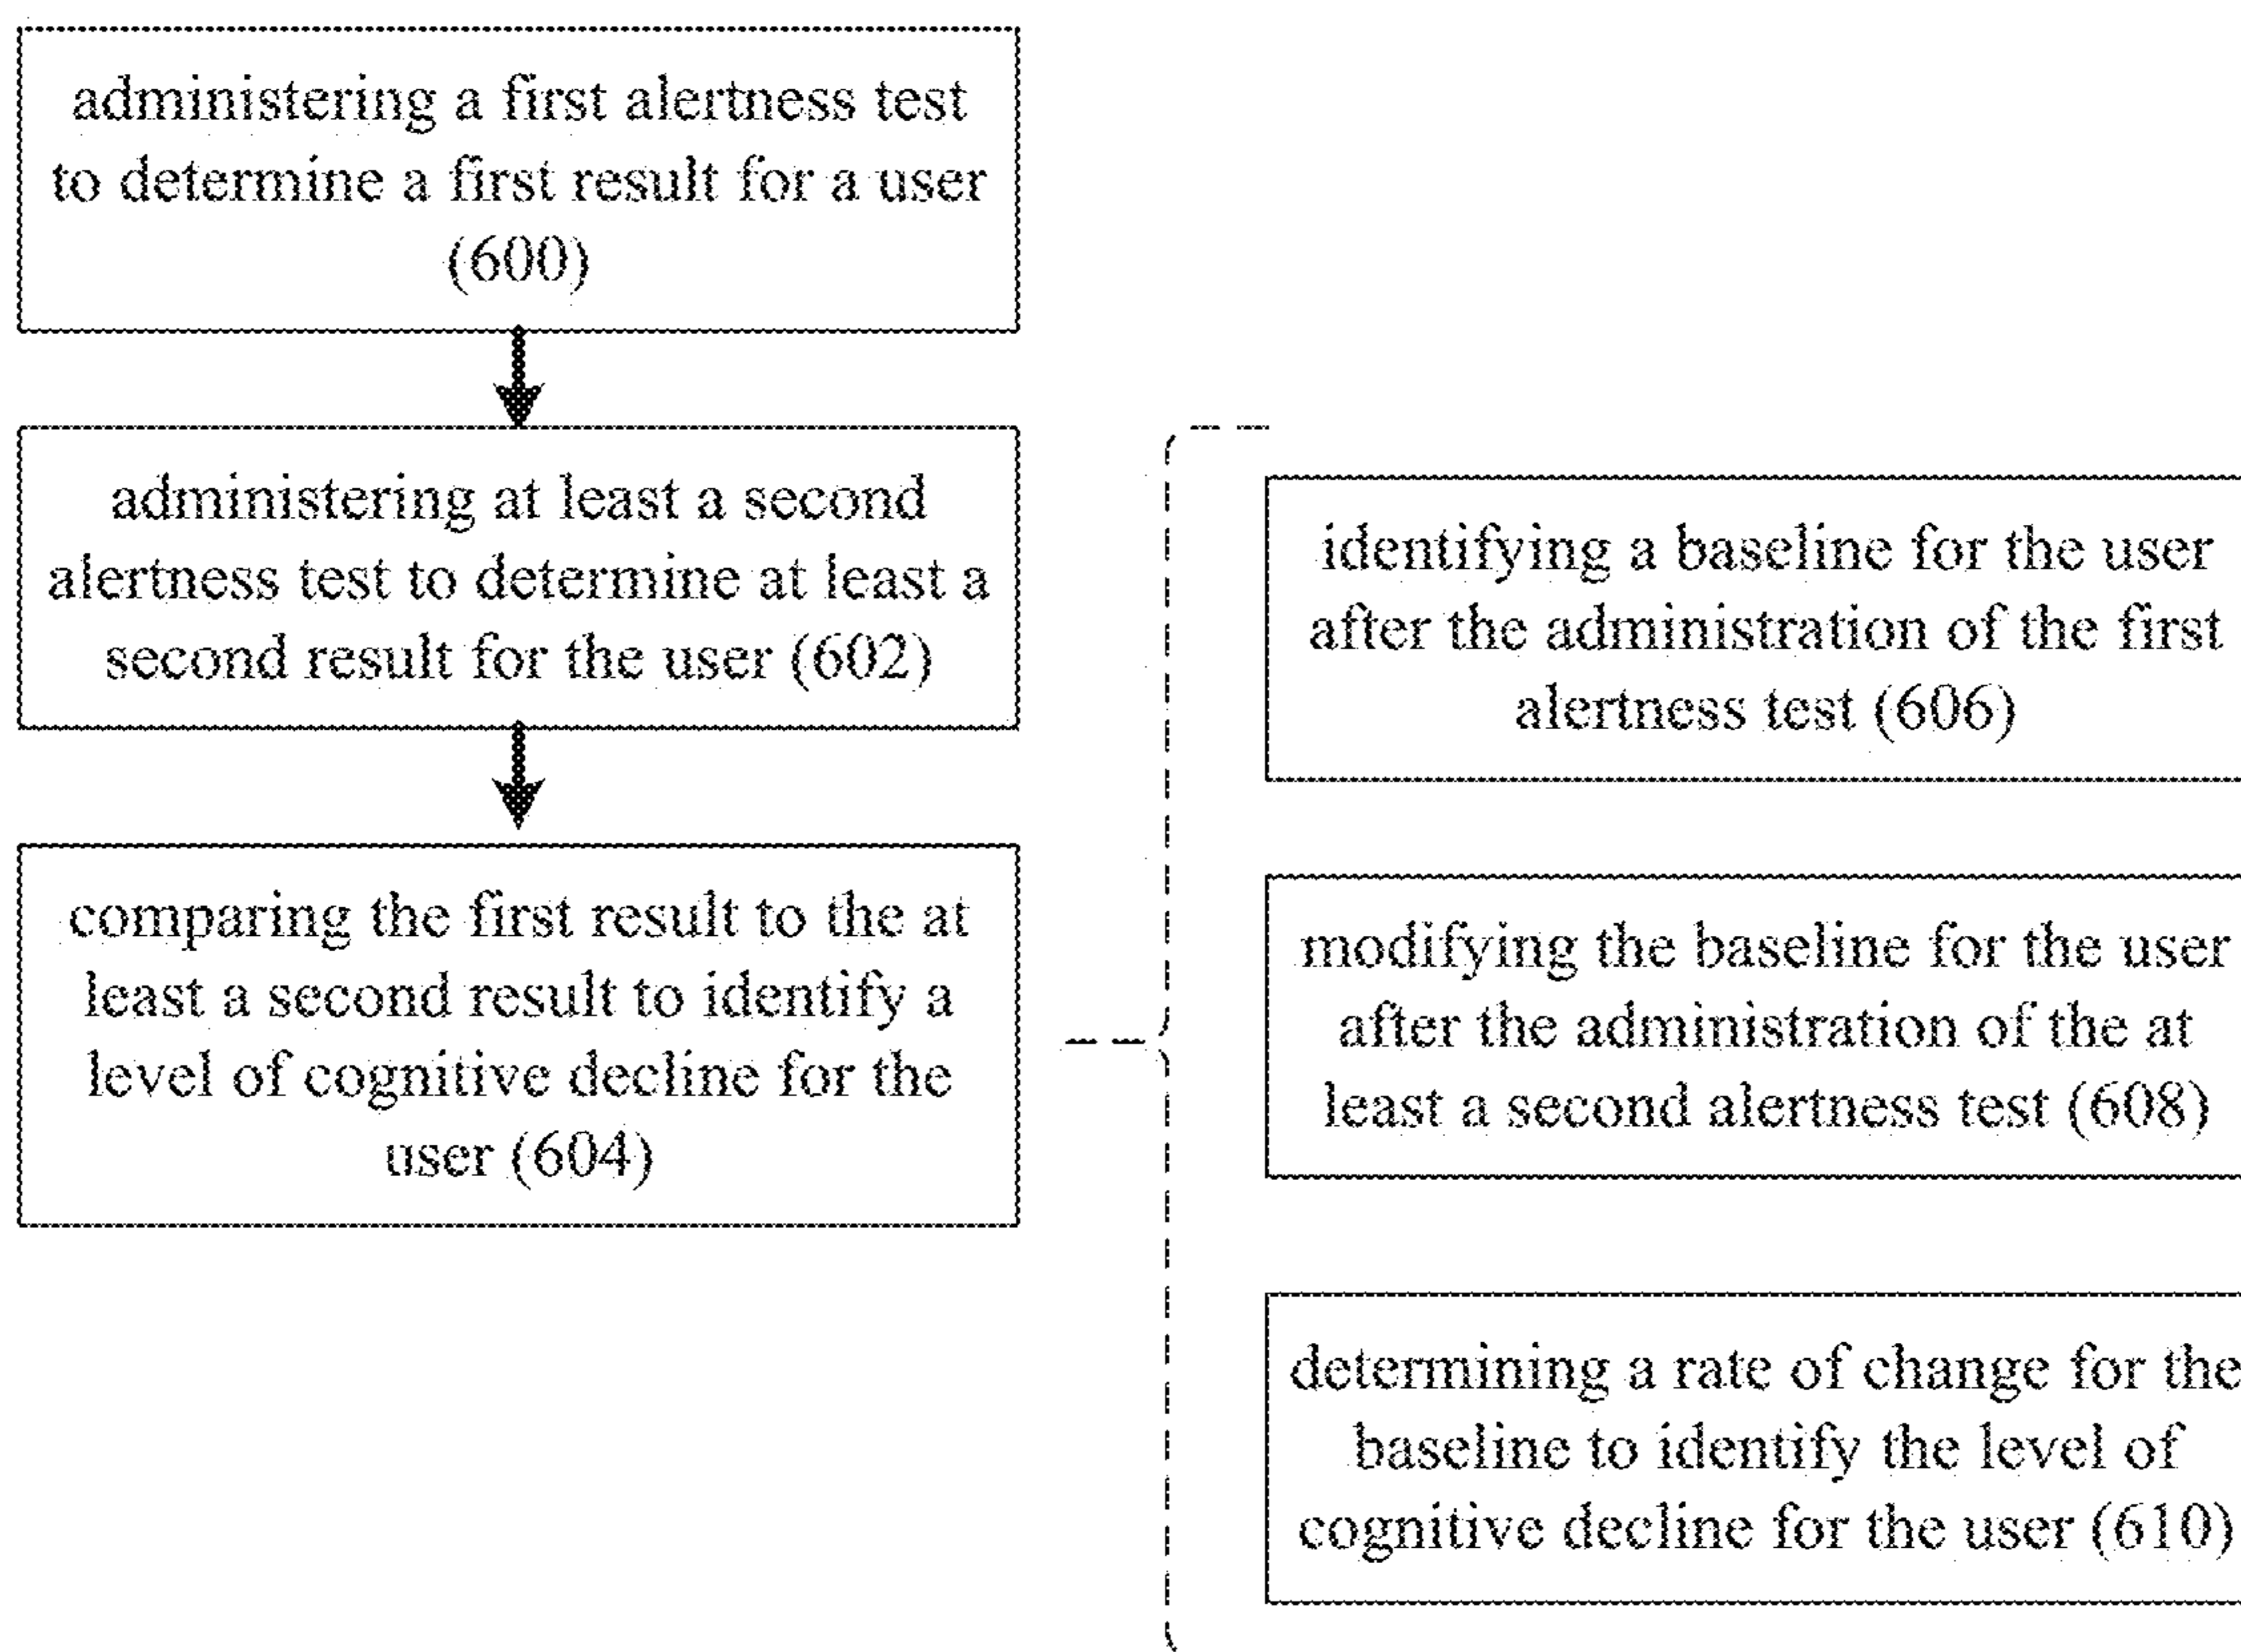 administering a first alertness test
to determine a first result for a user
(600)
administering at least a second
alertness test to determine at least a
second result for the user (602)
comparing the first result to the at
least a second result to identify a
level of cognitive decline for the
user (604)
identifying a baseline for the user
after the administration of the first
alertness test (606)
modifying the baseline for the user
after the administration of the at
least a second alertness test (608)
determining a rate of change for the
baseline to identify the level of
cognitive decline for the user (610)